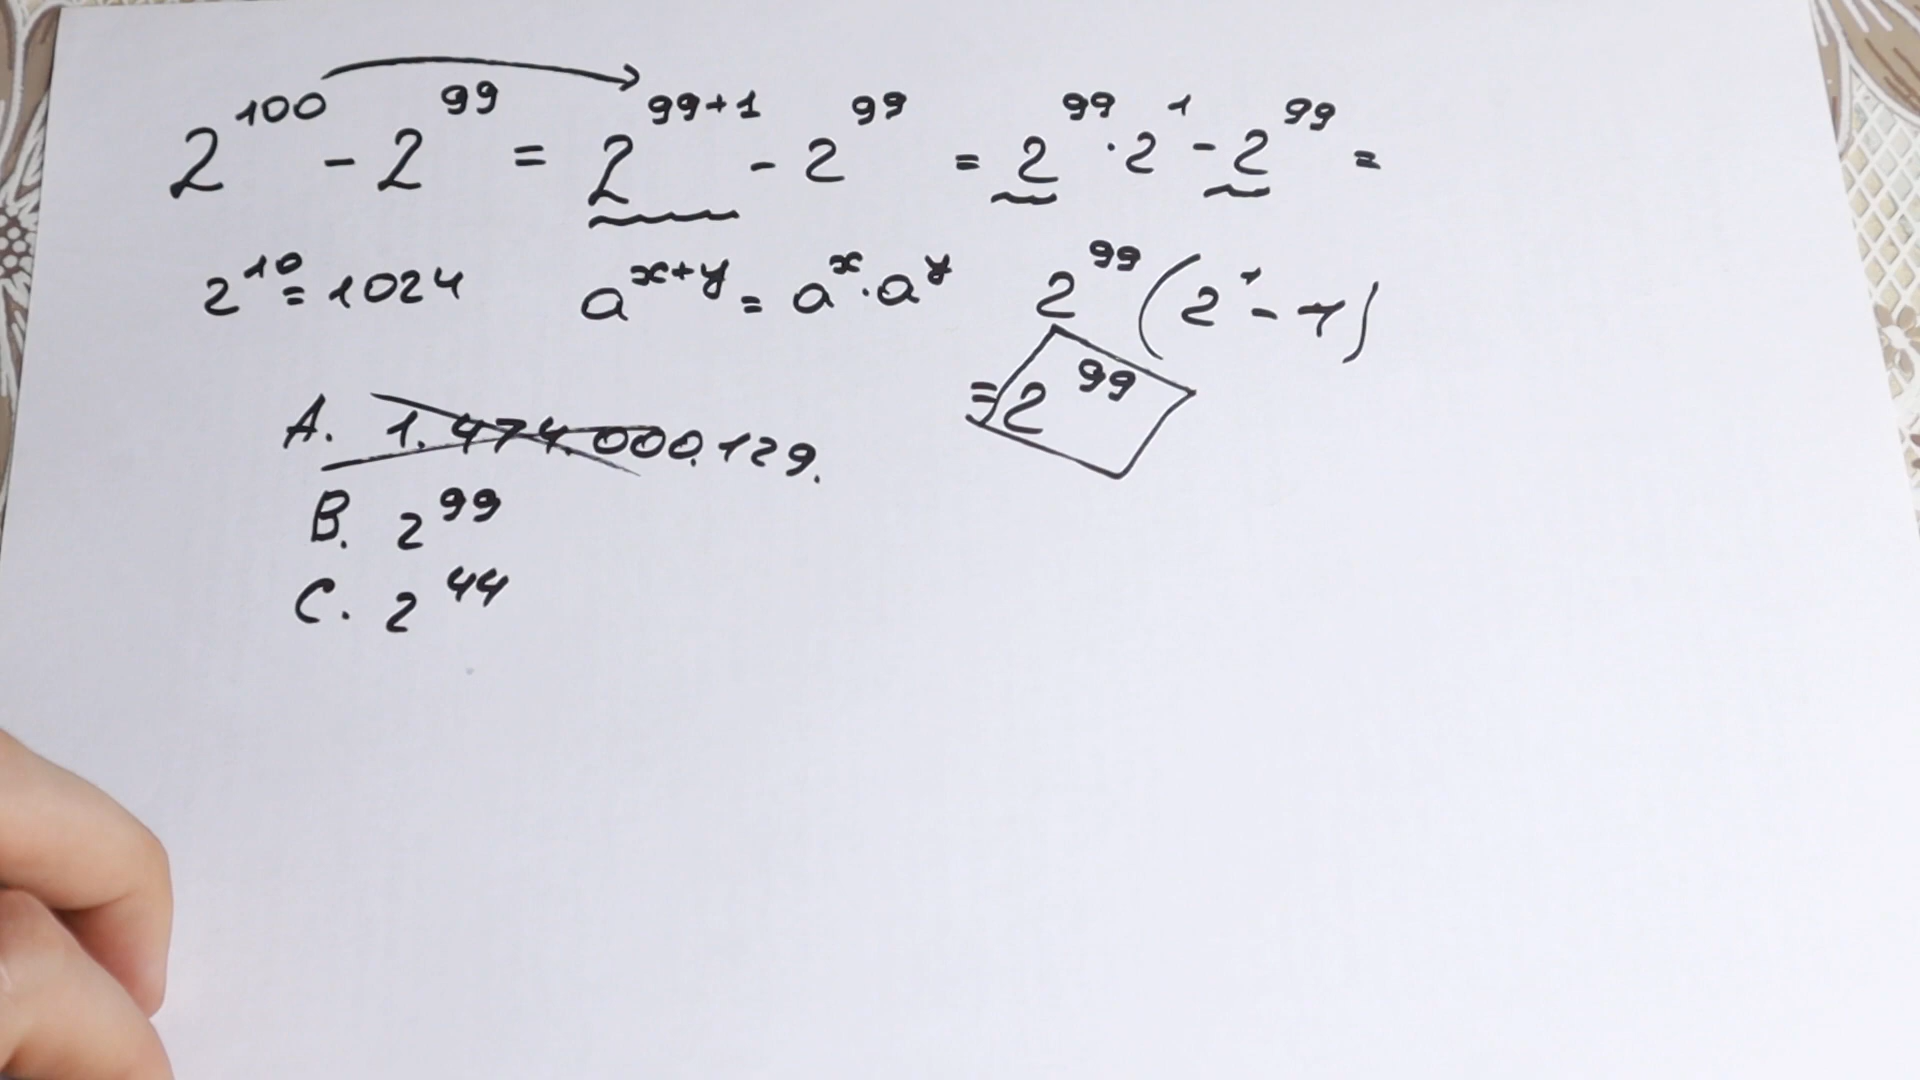 2^100 - 2^99 = 2^99+1 - 2^99 = 2^99 · 2^1 - 2^99 =
2^10 = 1024 a^x+y = a^x · a^y 2^99 (2^1 - 1)
= 2^99
A. 1.474.000.129.
B. 2^99
C. 2^44